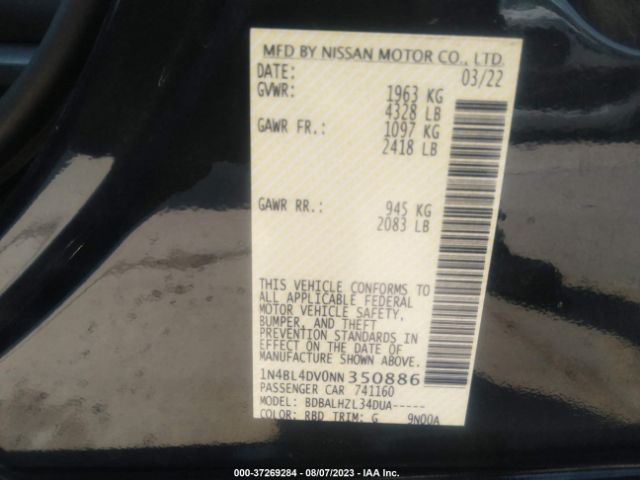 MFD BY NISSAN MOTOR CO., LTD.
DATE: 03/22
GVWR: 1963 KG
4328 LB
GAWR FR.: 1097 KG
2418 LB
GAWR RR.: 945 KG
2083 LB
THIS VEHICLE CONFORMS TO
ALL APPLICABLE FEDERAL
MOTOR VEHICLE SAFETY,
BUMPER, AND THEFT
PREVENTION STANDARDS IN
EFFECT ON THE DATE OF
MANUFACTURE SHOWN ABOVE.
1N4BL4DV0NN350886
PASSENGER CAR 741160
MODEL: BDBALHZL34DUA-----
COLOR: RBD TRIM: G 9N00A
000-37269284 - 08/07/2023 - IAA Inc.